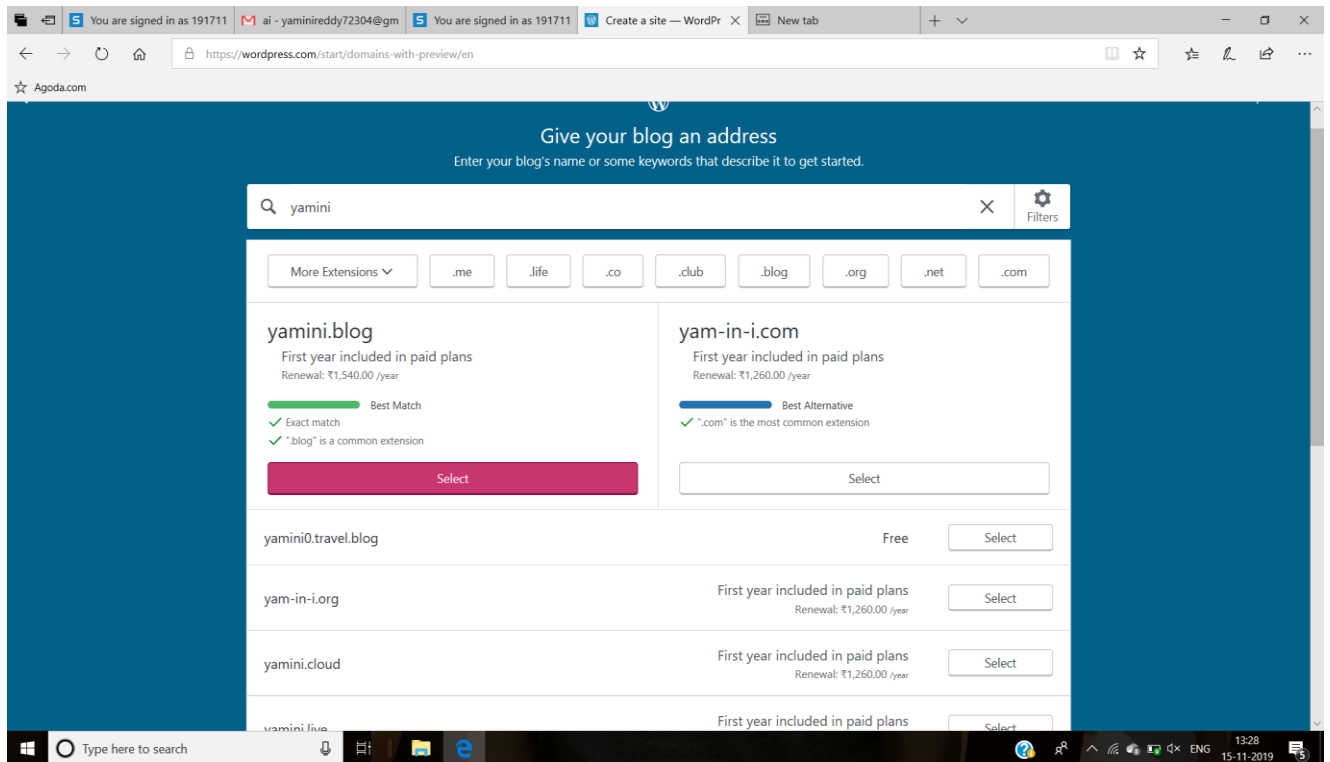 You are signed in as 191711
ai - yaminireddy72304@gm
You are signed in as 191711
Create a site — WordPr
New tab
https://wordpress.com/start/domains-with-preview/en
Agoda.com
Give your blog an address
Enter your blog's name or some keywords that describe it to get started.
yamini
Filters
More Extensions
.me
.life
.co
.club
.blog
.org
.net
.com
yamini.blog
First year included in paid plans
Renewal: ₹1,540.00 /year
Best Match
Exact match
".blog" is a common extension
Select
yam-in-i.com
First year included in paid plans
Renewal: ₹1,260.00 /year
Best Alternative
".com" is the most common extension
Select
yamini0.travel.blog
Free
Select
yam-in-i.org
First year included in paid plans
Renewal: ₹1,260.00 /year
Select
yamini.cloud
First year included in paid plans
Renewal: ₹1,260.00 /year
Select
yamini.live
First year included in paid plans
Select
Type here to search
ENG
13:28
15-11-2019
5